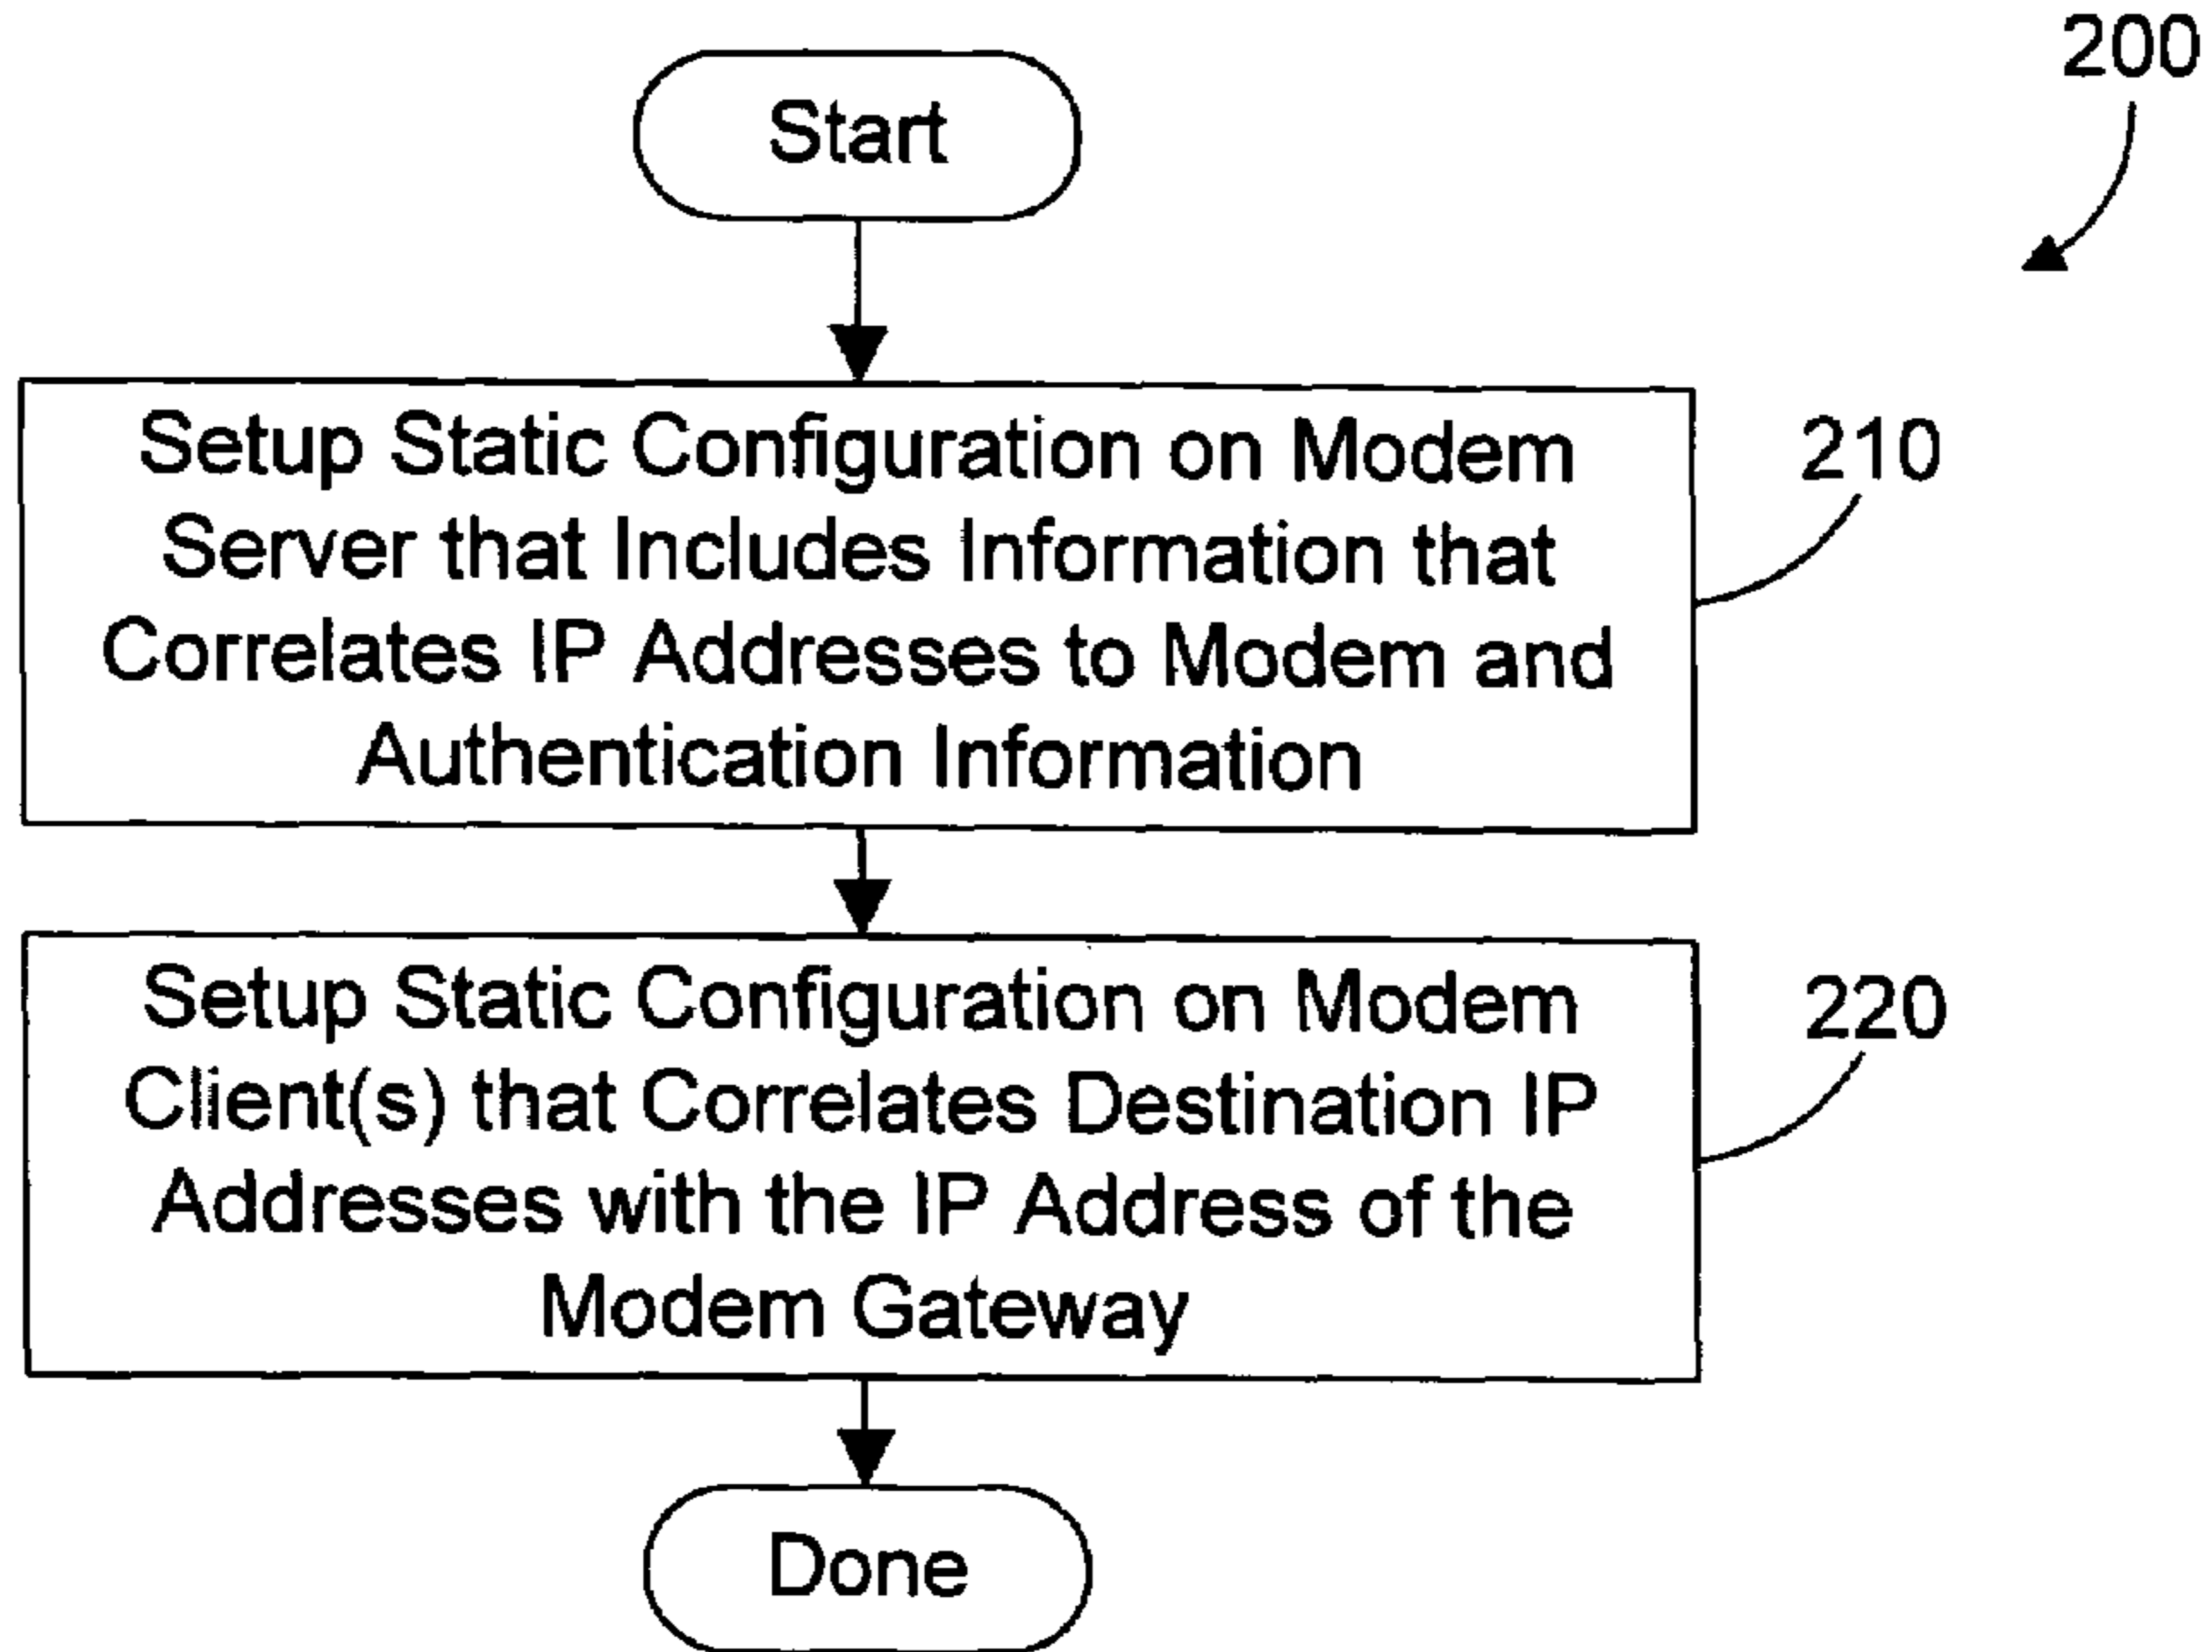 200
Start
Setup Static Configuration on Modem
Server that Includes Information that
Correlates IP Addresses to Modem and
Authentication Information
210
Setup Static Configuration on Modem
Client(s) that Correlates Destination IP
Addresses with the IP Address of the
Modem Gateway
220
Done